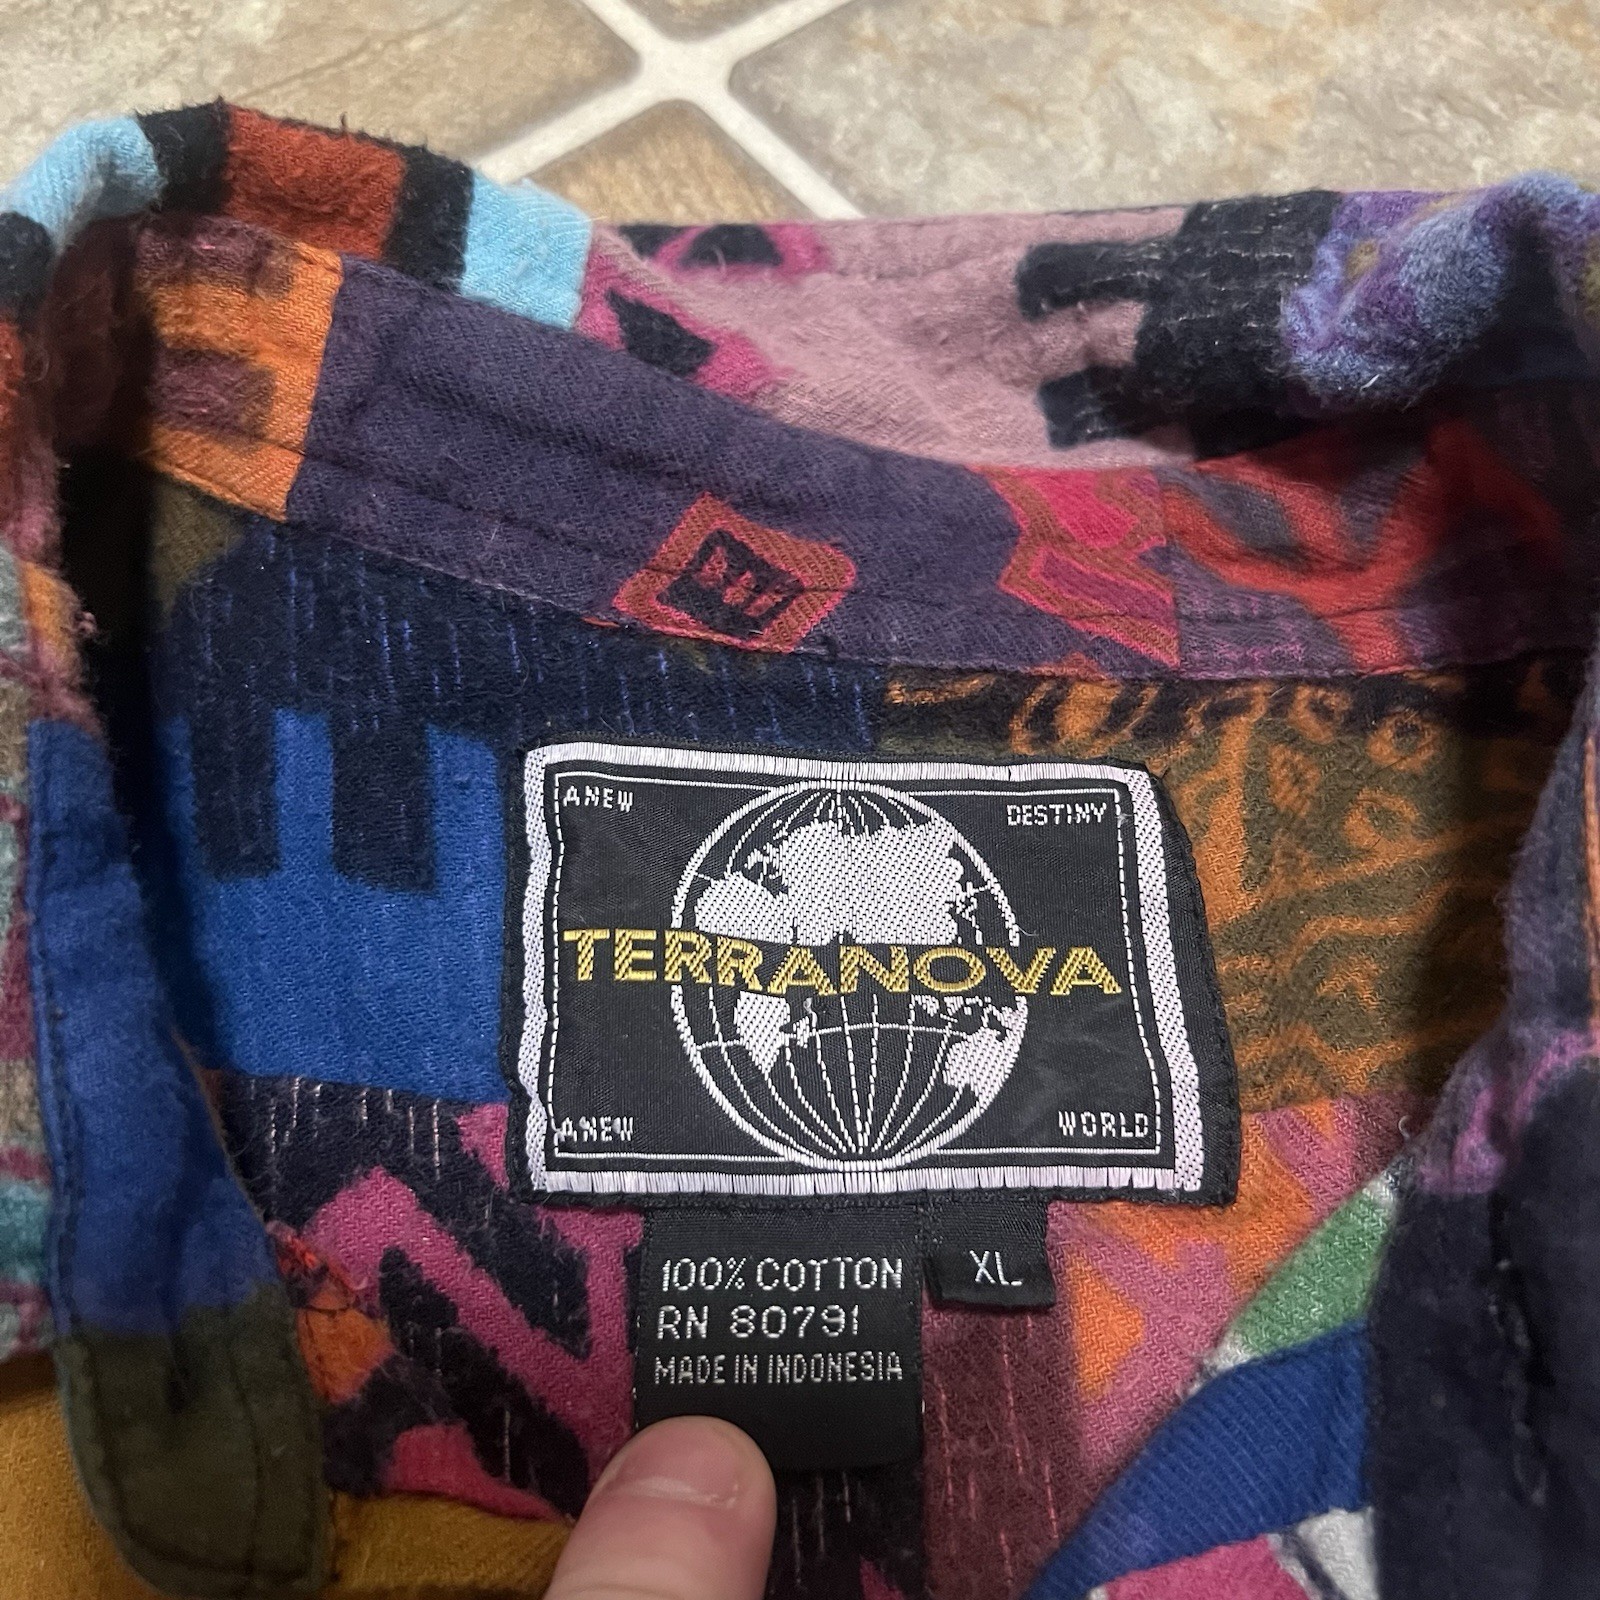 ANEW DESTINY
TERRANOVA
ANEW WORLD
100% COTTON XL
RN 80791
MADE IN INDONESIA